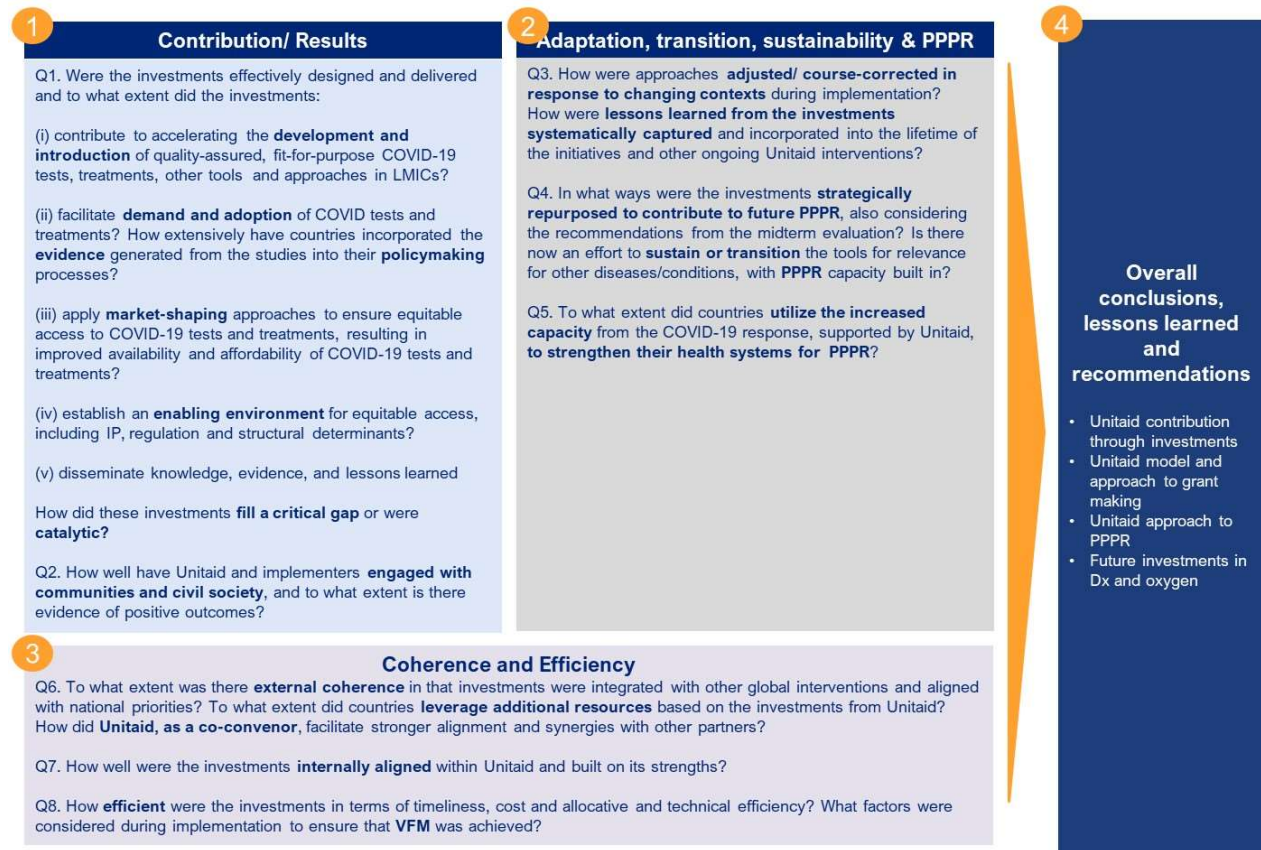 1
Contribution/ Results
Q1. Were the investments effectively designed and delivered
and to what extent did the investments:
(i) contribute to accelerating the development and
introduction of quality-assured, fit-for-purpose COVID-19
tests, treatments, other tools and approaches in LMICs?
(ii) facilitate demand and adoption of COVID tests and
treatments? How extensively have countries incorporated the
evidence generated from the studies into their policymaking
processes?
(iii) apply market-shaping approaches to ensure equitable
access to COVID-19 tests and treatments, resulting in
improved availability and affordability of COVID-19 tests and
treatments?
(iv) establish an enabling environment for equitable access,
including IP, regulation and structural determinants?
(v) disseminate knowledge, evidence, and lessons learned
How did these investments fill a critical gap or were
catalytic?
Q2. How well have Unitaid and implementers engaged with
communities and civil society, and to what extent is there
evidence of positive outcomes?
2
Adaptation, transition, sustainability & PPPR
Q3. How were approaches adjusted/ course-corrected in
response to changing contexts during implementation?
How were lessons learned from the investments
systematically captured and incorporated into the lifetime of
the initiatives and other ongoing Unitaid interventions?
Q4. In what ways were the investments strategically
repurposed to contribute to future PPPR, also considering
the recommendations from the midterm evaluation? Is there
now an effort to sustain or transition the tools for relevance
for other diseases/conditions, with PPPR capacity built in?
Q5. To what extent did countries utilize the increased
capacity from the COVID-19 response, supported by Unitaid,
to strengthen their health systems for PPPR?
3
Coherence and Efficiency
Q6. To what extent was there external coherence in that investments were integrated with other global interventions and aligned
with national priorities? To what extent did countries leverage additional resources based on the investments from Unitaid?
How did Unitaid, as a co-convenor, facilitate stronger alignment and synergies with other partners?
Q7. How well were the investments internally aligned within Unitaid and built on its strengths?
Q8. How efficient were the investments in terms of timeliness, cost and allocative and technical efficiency? What factors were
considered during implementation to ensure that VFM was achieved?
4
Overall
conclusions,
lessons learned
and
recommendations
• Unitaid contribution
through investments
• Unitaid model and
approach to grant
making
• Unitaid approach to
PPPR
• Future investments in
Dx and oxygen